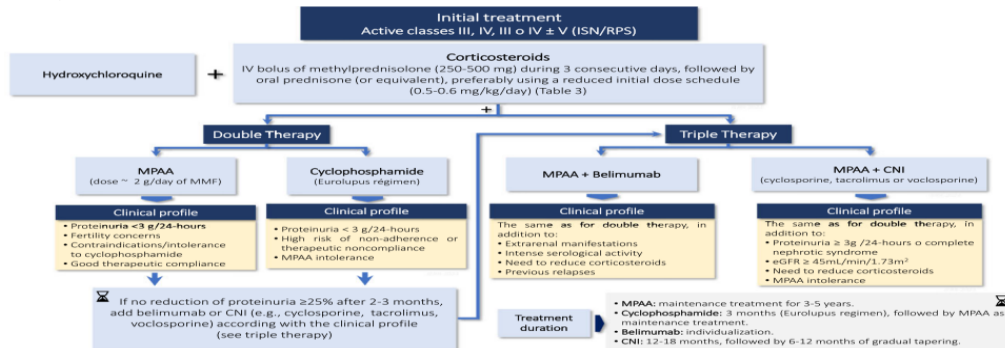 Initial treatment
Active classes III, IV, III o IV ± V (ISN/RPS)
Hydroxychloroquine
+
Corticosteroids
IV bolus of methylprednisolone (250-500 mg) during 3 consecutive days, followed by
oral prednisone (or equivalent), preferably using a reduced initial dose schedule
(0.5-0.6 mg/kg/day) (Table 3)
+
Double Therapy
Triple Therapy
MPAA
(dose ~ 2 g/day of MMF)
Cyclophosphamide
(Eurolupus régimen)
MPAA + Belimumab
MPAA + CNI
(cyclosporine, tacrolimus or voclosporine)
Clinical profile
• Proteinuria <3 g/24-hours
• Fertility concerns
• Contraindications/intolerance
to cyclophosphamide
• Good therapeutic compliance
Clinical profile
• Proteinuria < 3 g/24-hours
• High risk of non-adherence or
therapeutic noncompliance
• MPAA intolerance
Clinical profile
The same as for double therapy, in
addition to:
• Extrarenal manifestations
• Intense serological activity
• Need to reduce corticosteroids
• Previous relapses
Clinical profile
The same as for double therapy, in
addition to:
• Proteinuria ≥ 3g /24-hours o complete
nephrotic syndrome
• eGFR ≥ 45mL/min/1.73m²
• Need to reduce corticosteroids
• MPAA intolerance
If no reduction of proteinuria ≥25% after 2-3 months,
add belimumab or CNI (e.g., cyclosporine, tacrolimus,
voclosporine) according with the clinical profile
(see triple therapy)
Treatment
duration
• MPAA: maintenance treatment for 3-5 years.
• Cyclophosphamide: 3 months (Eurolupus regimen), followed by MPAA as
maintenance treatment.
• Belimumab: individualization.
• CNI: 12-18 months, followed by 6-12 months of gradual tapering.